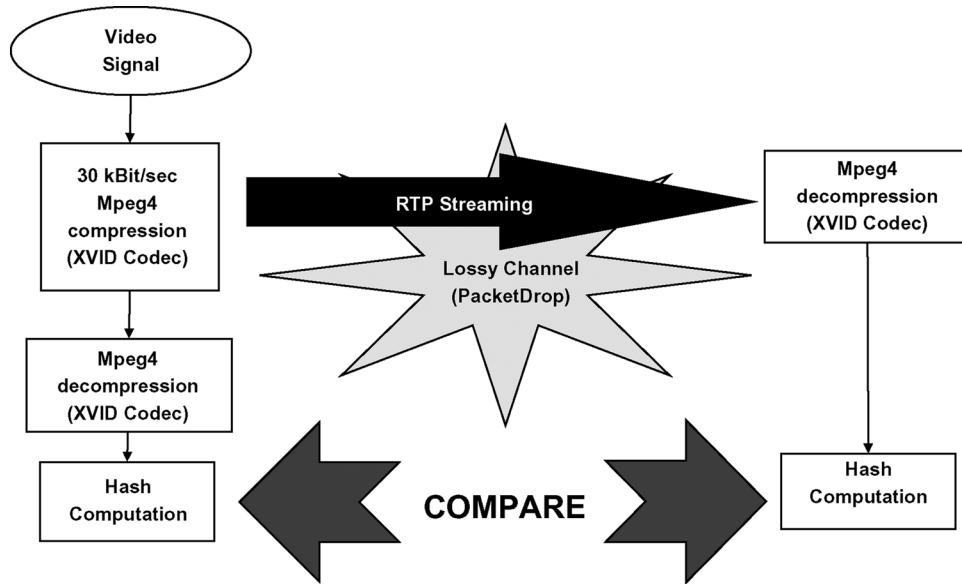 Video
Signal
30 kBit/sec
Mpeg4
compression
(XVID Codec)
RTP Streaming
Mpeg4
decompression
(XVID Codec)
Lossy Channel
(PacketDrop)
Mpeg4
decompression
(XVID Codec)
Hash
Computation
COMPARE
Hash
Computation